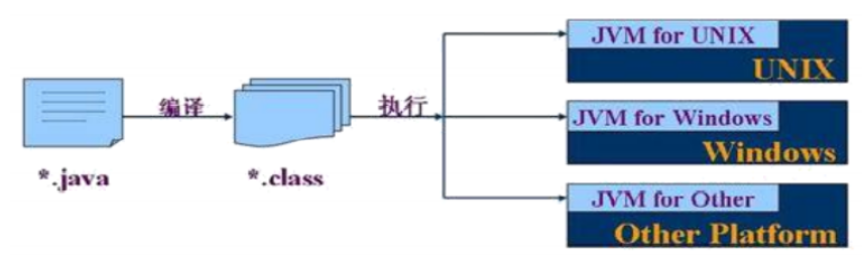 编译
*.java
*.class
执行
JVM for UNIX
UNIX
JVM for Windows
Windows
JVM for Other
Other Platform